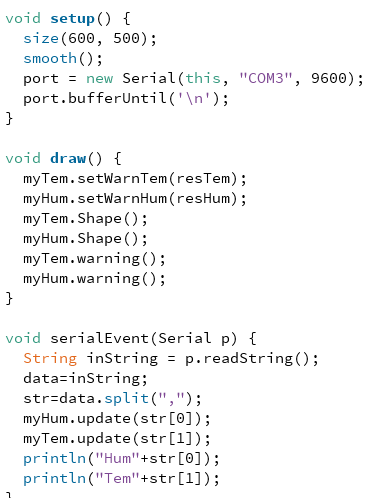 void setup() {
  size(600, 500);
  smooth();
  port = new Serial(this, "COM3", 9600);
  port.bufferUntil('\n');
}

void draw() {
  myTem.setWarnTem(resTem);
  myHum.setWarnHum(resHum);
  myTem.Shape();
  myHum.Shape();
  myTem.warning();
  myHum.warning();
}

void serialEvent(Serial p) {
  String inString = p.readString();
  data=inString;
  str=data.split(",");
  myHum.update(str[0]);
  myTem.update(str[1]);
  println("Hum"+str[0]);
  println("Tem"+str[1]);
}